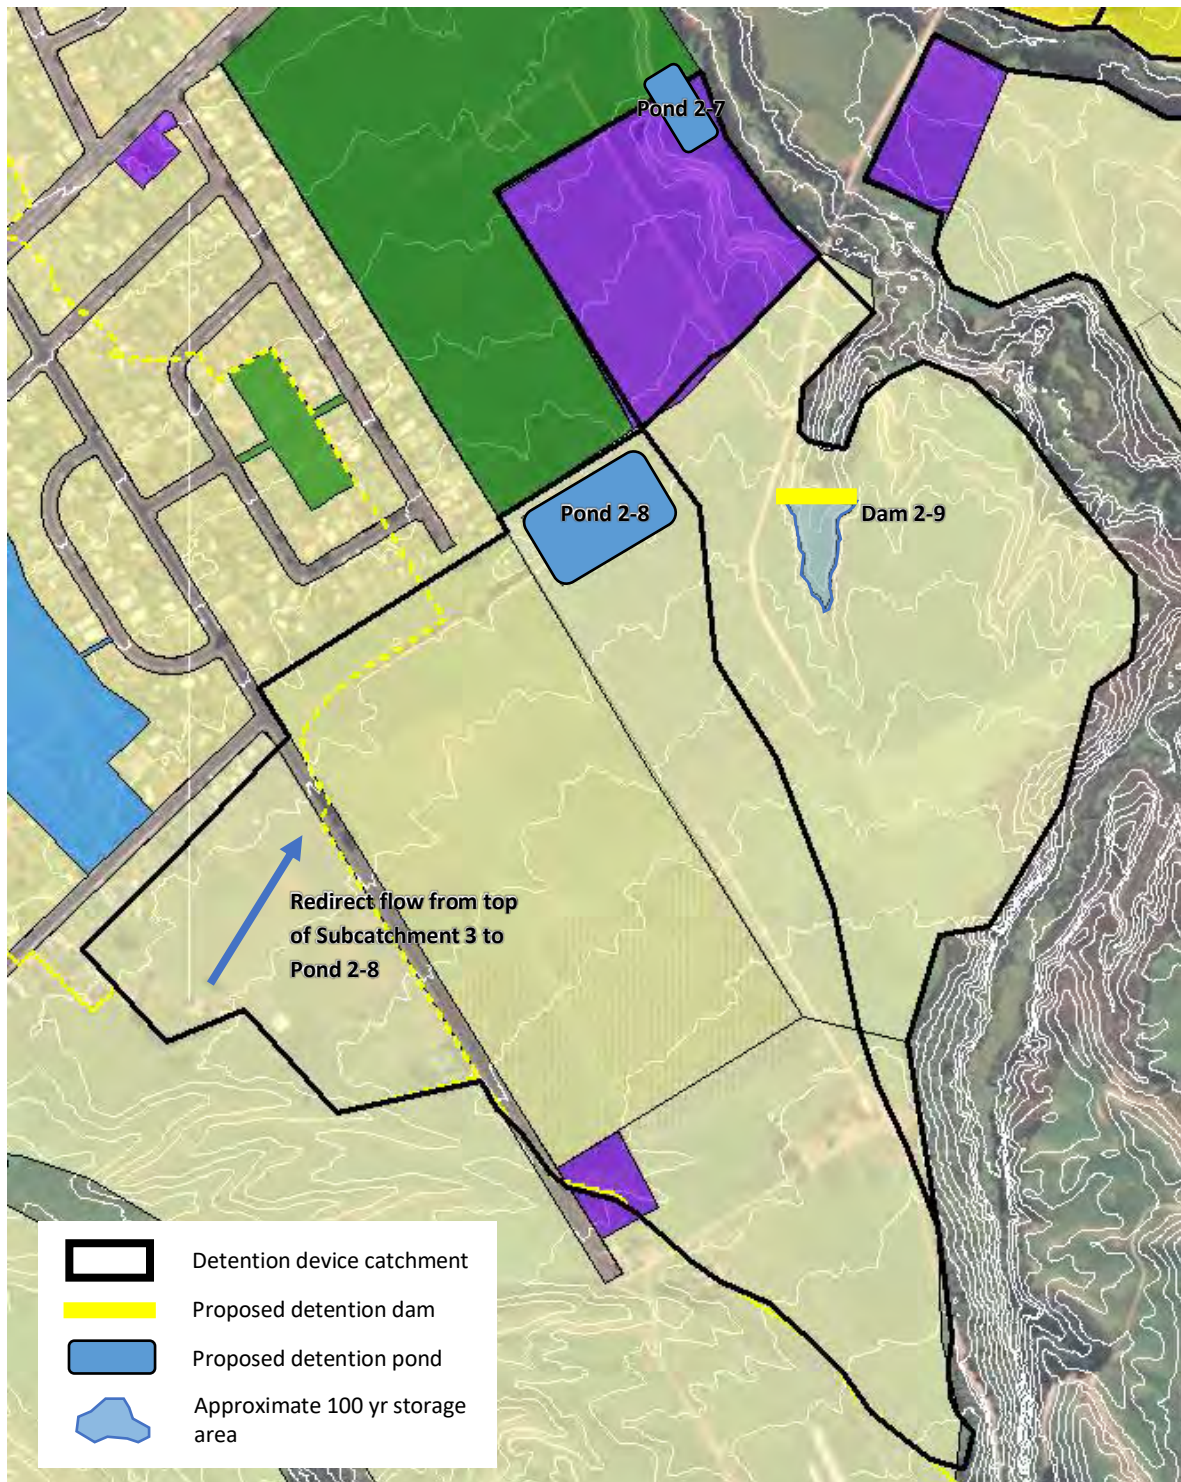 Pond 2-7
Pond 2-8
Dam 2-9
Redirect flow from top
of Subcatchment 3 to
Pond 2-8
Detention device catchment
Proposed detention dam
Proposed detention pond
Approximate 100 yr storage
area